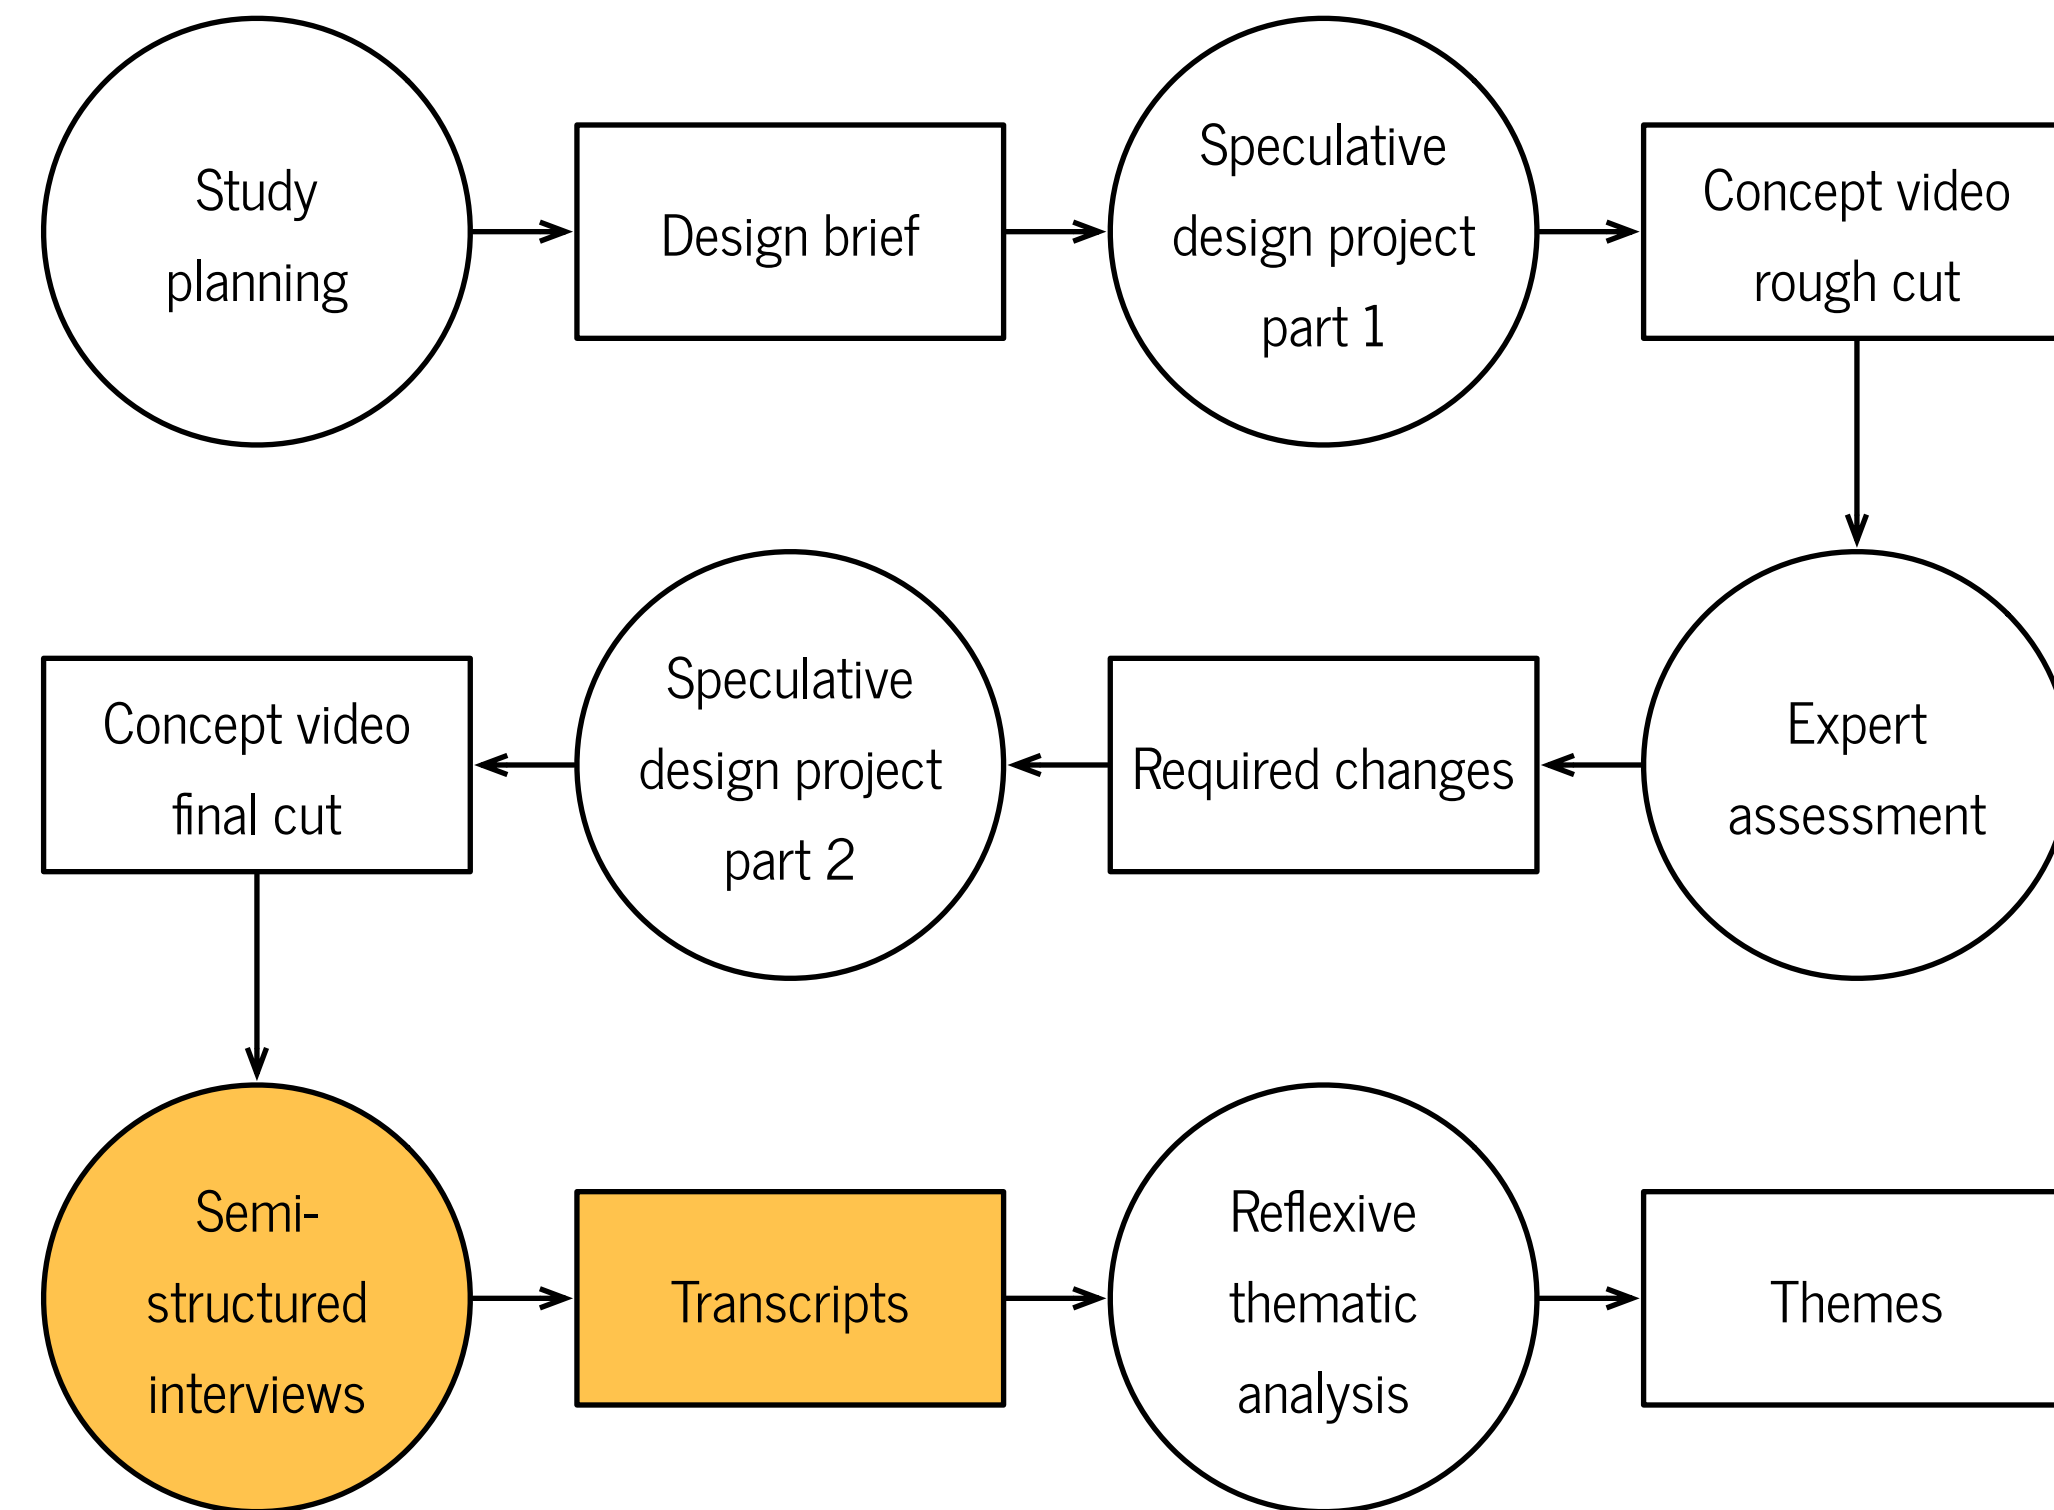 Study
planning
Design brief
Speculative
design project
part 1
Concept video
rough cut
Concept video
final cut
Speculative
design project
part 2
Required changes
Expert
assessment
Semi-
structured
interviews
Transcripts
Reflexive
thematic
analysis
Themes